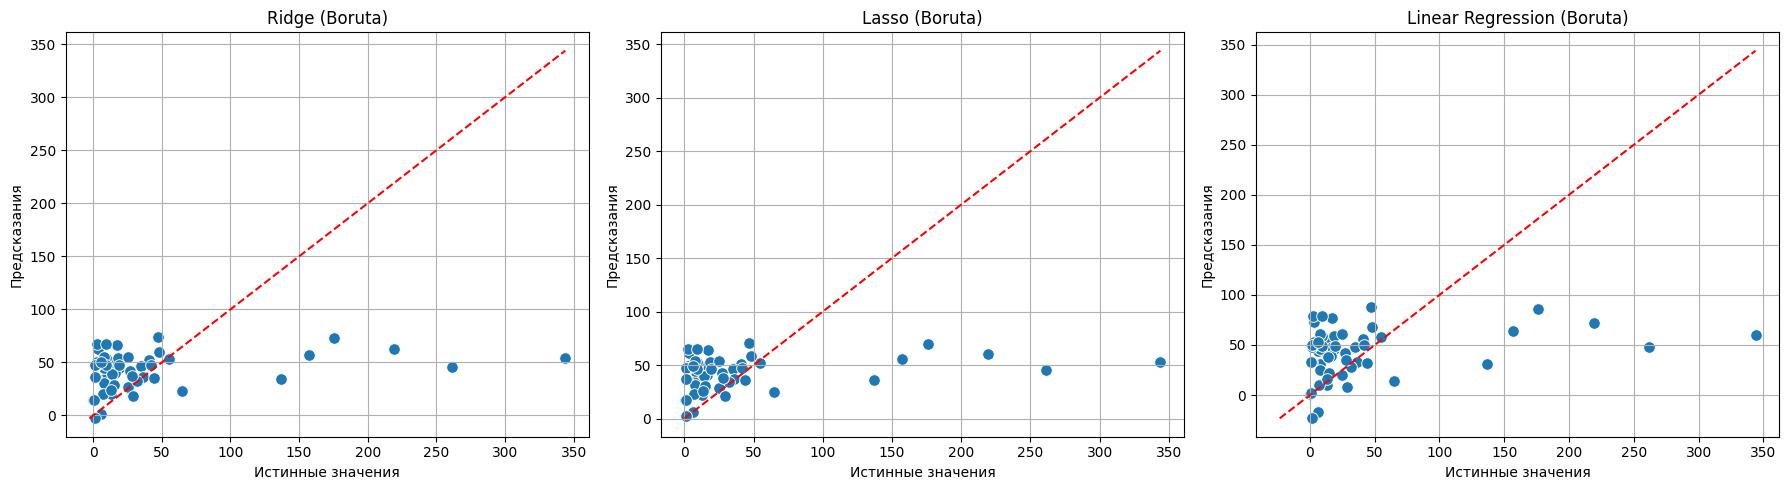 Ridge (Boruta)
350
300
250
200
150
100
50
0
Предсказания
0 50 100 150 200 250 300 350
Истинные значения
Lasso (Boruta)
350
300
250
200
150
100
50
0
Предсказания
0 50 100 150 200 250 300 350
Истинные значения
Linear Regression (Boruta)
350
300
250
200
150
100
50
0
Предсказания
0 50 100 150 200 250 300 350
Истинные значения